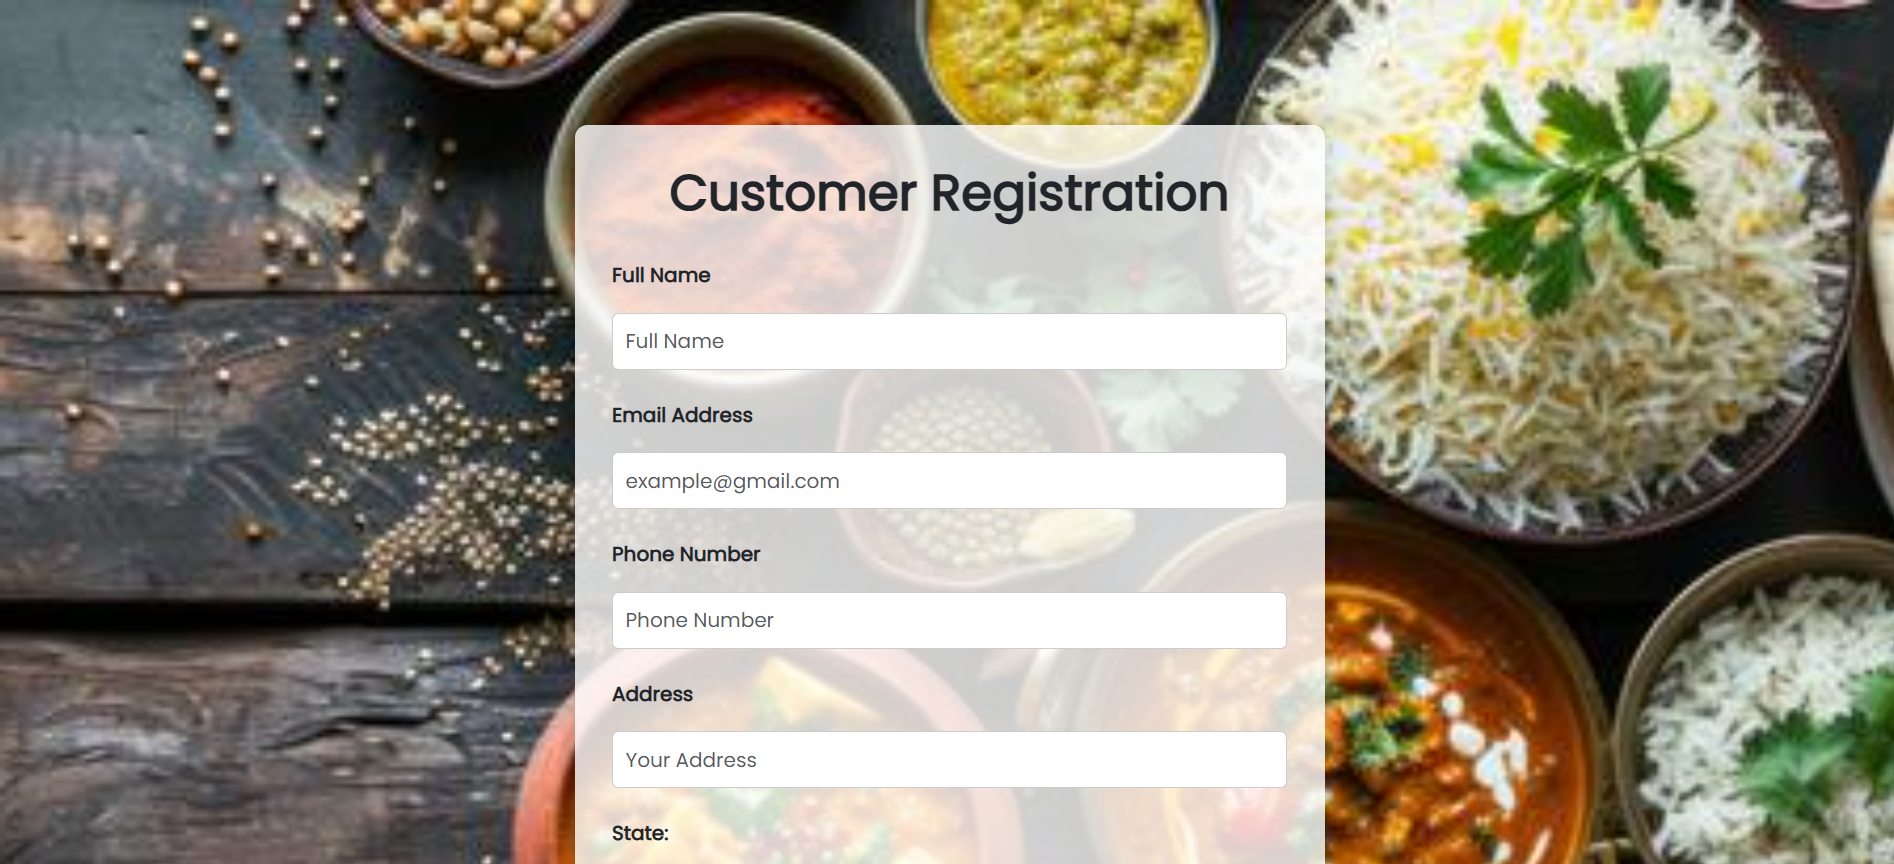 Customer Registration
Full Name
Full Name
Email Address
example@gmail.com
Phone Number
Phone Number
Address
Your Address
State: